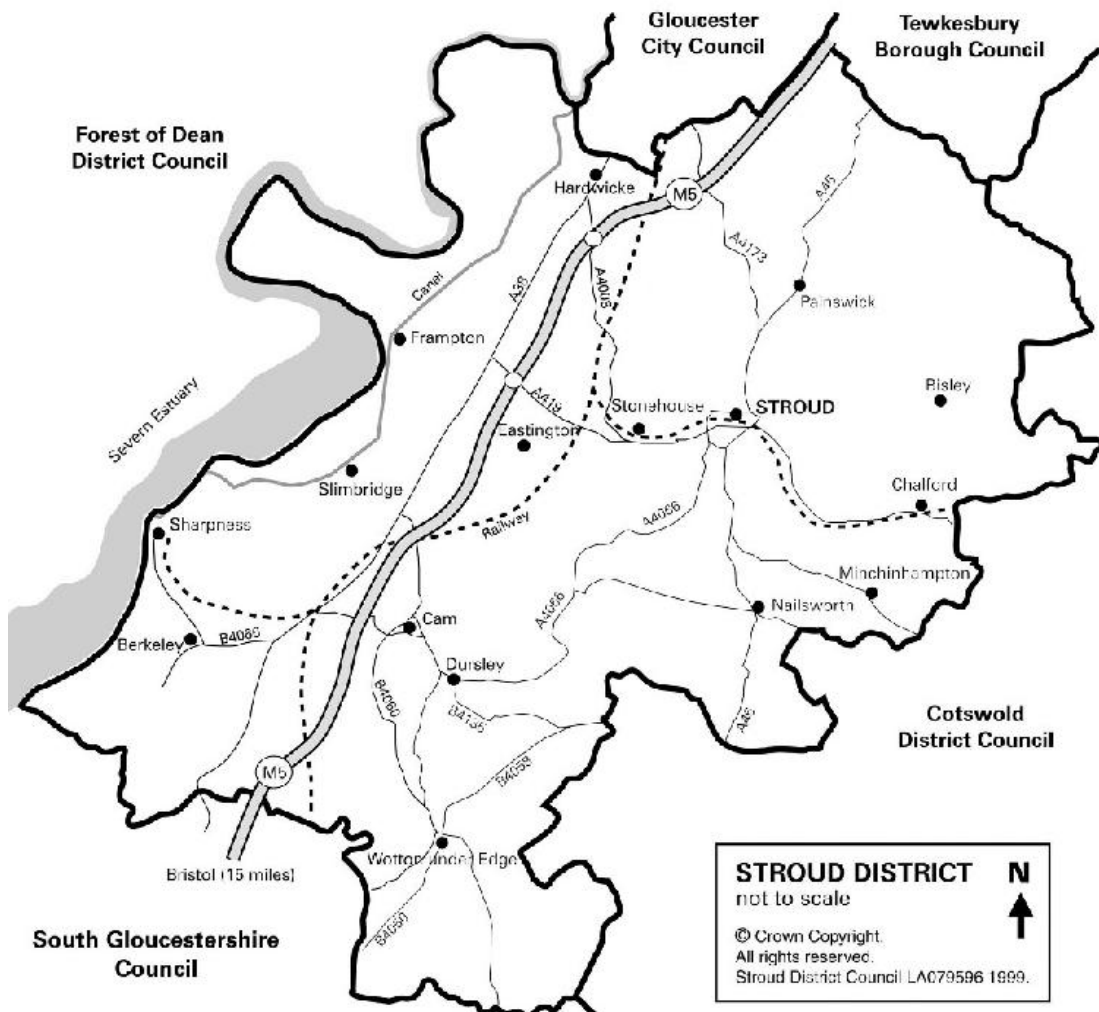 Gloucester
City Council
Tewkesbury
Borough Council
Forest of Dean
District Council
Hardwicke
M5
A46
A4173
Canal
A38
A4008
Painswick
Frampton
Severn Estuary
A419
Stonehouse
STROUD
Bisley
Eastington
Slimbridge
Chalford
Sharpness
Railway
A4066
Minchinhampton
A4066
Nailsworth
Cam
Berkeley
B4066
Dursley
B4060
B4135
A46
Cotswold
District Council
M5
B4058
Wotton under Edge
Bristol (15 miles)
B4060
South Gloucestershire
Council
STROUD DISTRICT
N
not to scale
© Crown Copyright.
All rights reserved.
Stroud District Council LA079596 1999.